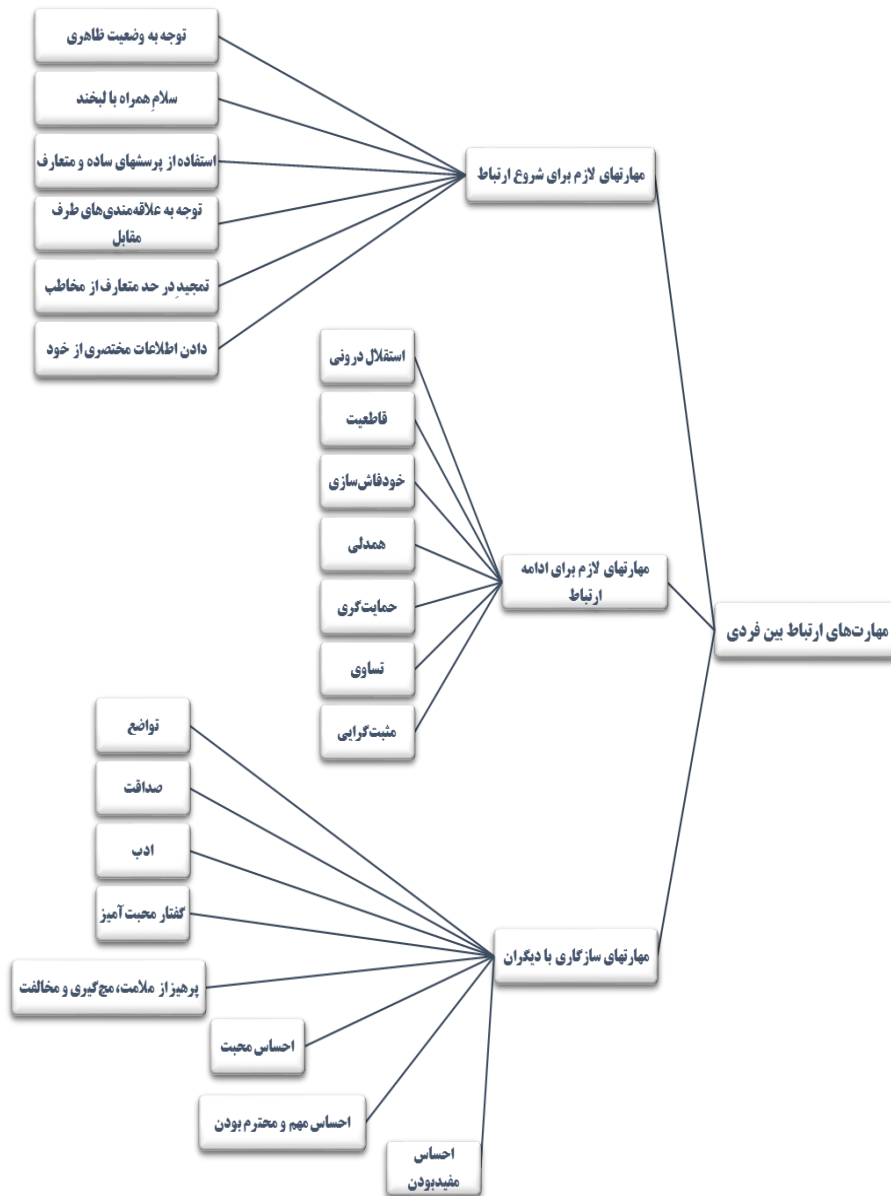 مهارت‌های ارتباط بین فردی
مهارتهای لازم برای شروع ارتباط
توجه به وضعیت ظاهری
سلامِ همراه با لبخند
استفاده از پرسشهای ساده و متعارف
توجه به علاقه‌مندی‌های طرف
مقابل
تمجیدِ در حد متعارف از مخاطب
دادن اطلاعات مختصری از خود
مهارتهای لازم برای ادامه
ارتباط
استقلال درونی
قاطعیت
خودفاش‌سازی
همدلی
حمایت‌گری
تساوی
مثبت‌گرایی
مهارتهای سازگاری با دیگران
تواضع
صداقت
ادب
گفتار محبت‌آمیز
پرهیز از ملامت، مچ‌گیری و مخالفت
احساس محبت
احساس مهم و محترم بودن
احساس
مفیدبودن